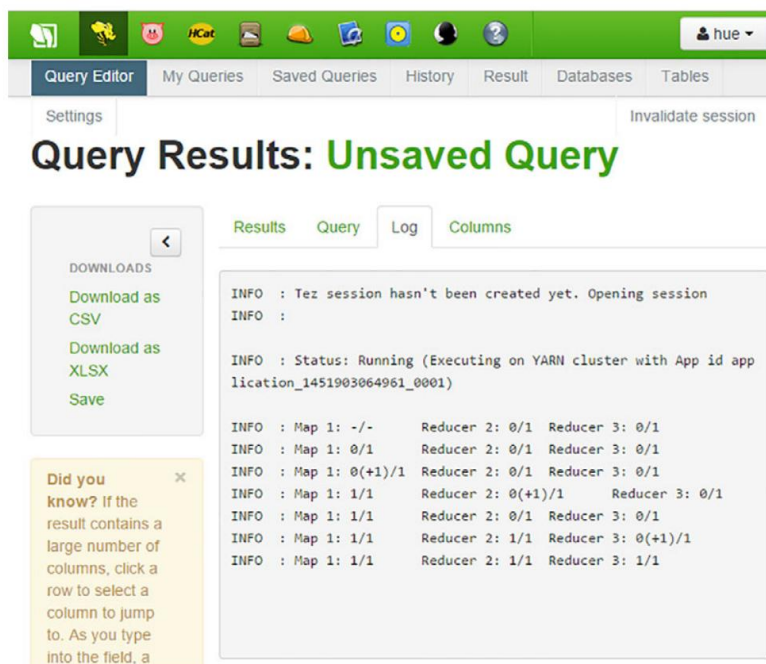 HCat
hue
Query Editor My Queries Saved Queries History Result Databases Tables
Settings Invalidate session
Query Results: Unsaved Query
Results Query Log Columns
DOWNLOADS
Download as
CSV
Download as
XLSX
Save
Did you
know? If the
result contains a
large number of
columns, click a
row to select a
column to jump
to. As you type
into the field, a
INFO : Tez session hasn't been created yet. Opening session
INFO :
INFO : Status: Running (Executing on YARN cluster with App id app
lication_1451903064961_0001)
INFO : Map 1: -/- Reducer 2: 0/1 Reducer 3: 0/1
INFO : Map 1: 0/1 Reducer 2: 0/1 Reducer 3: 0/1
INFO : Map 1: 0(+1)/1 Reducer 2: 0/1 Reducer 3: 0/1
INFO : Map 1: 1/1 Reducer 2: 0(+1)/1 Reducer 3: 0/1
INFO : Map 1: 1/1 Reducer 2: 0/1 Reducer 3: 0/1
INFO : Map 1: 1/1 Reducer 2: 1/1 Reducer 3: 0(+1)/1
INFO : Map 1: 1/1 Reducer 2: 1/1 Reducer 3: 1/1